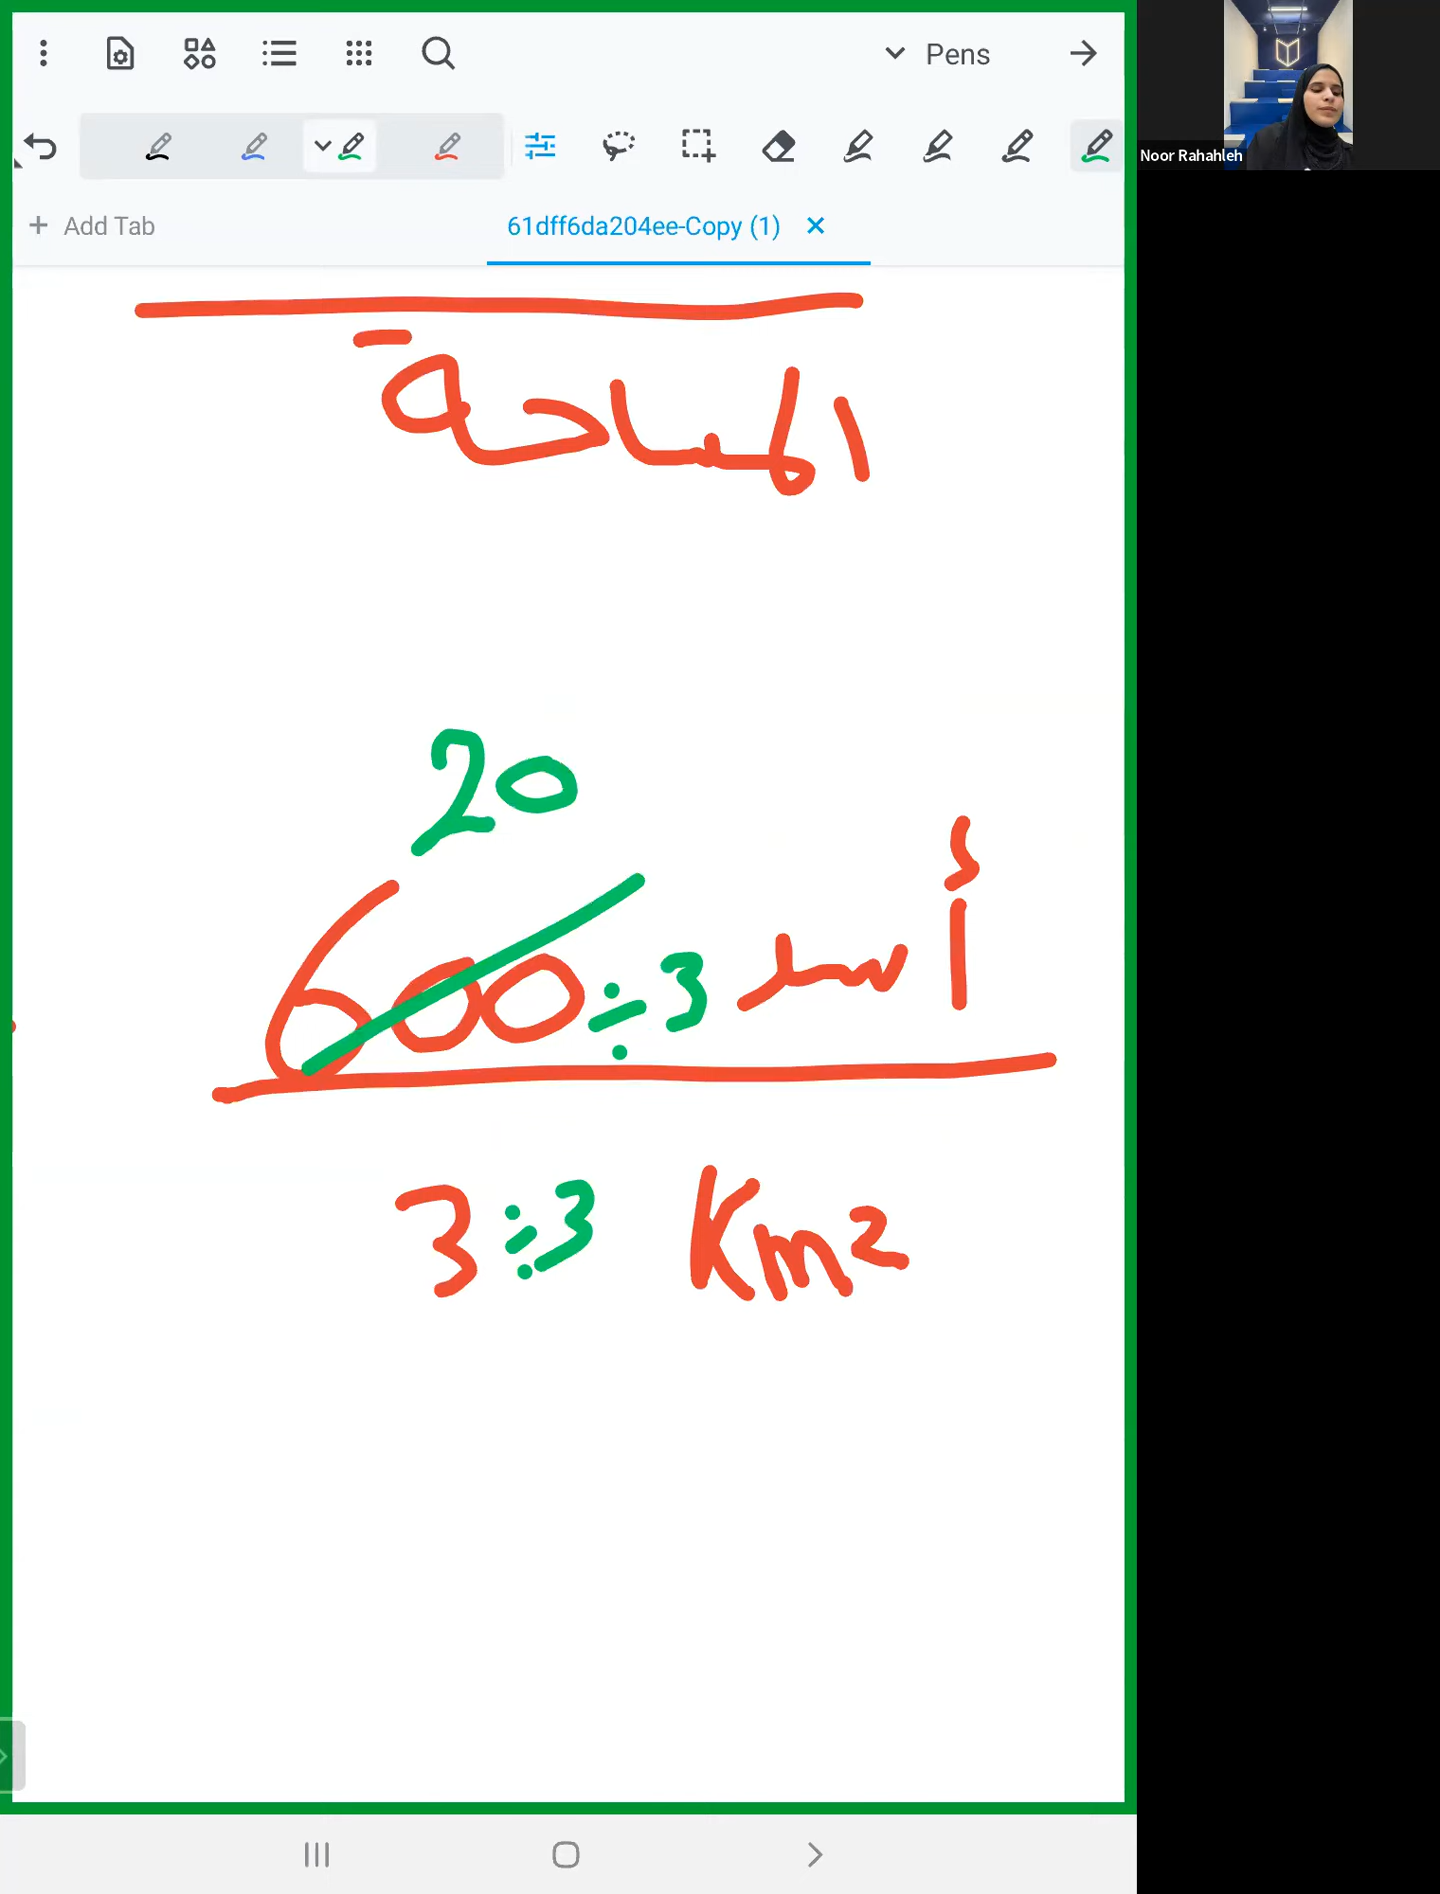 Pens
Noor Rahahleh
Add Tab
61dff6da204ee-Copy (1)
المساحة
20
600 ÷ 3 أسد
3 ÷ 3 Km2